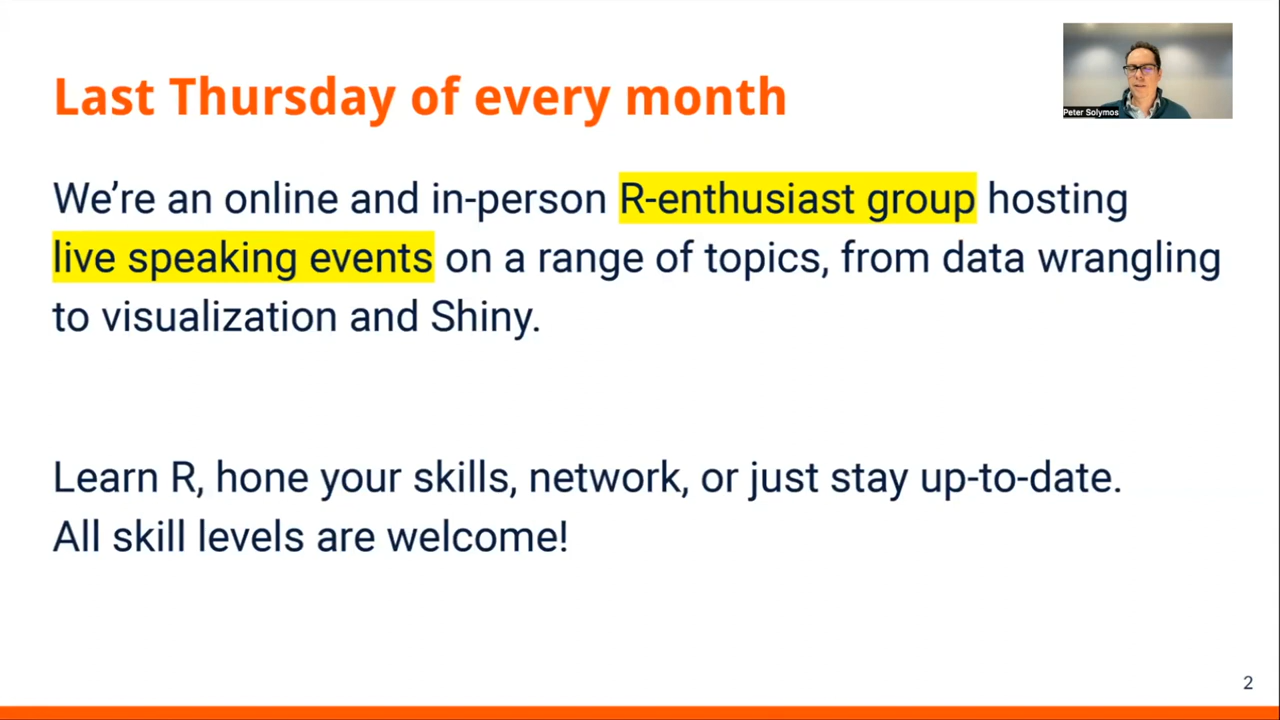 Last Thursday of every month
Peter Solymos
We’re an online and in-person R-enthusiast group hosting
live speaking events on a range of topics, from data wrangling
to visualization and Shiny.
Learn R, hone your skills, network, or just stay up-to-date.
All skill levels are welcome!
2